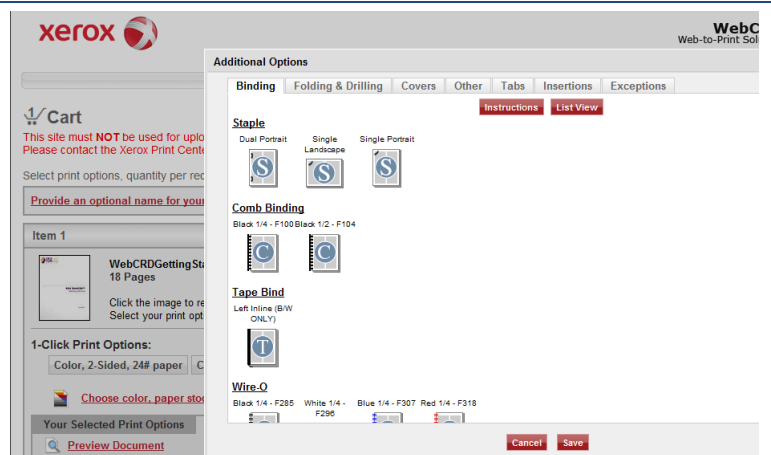 xerox
WebC
Web-to-Print Sol
Additional Options
Binding Folding & Drilling Covers Other Tabs Insertions Exceptions
Instructions List View
Cart
This site must NOT be used for uplo
Please contact the Xerox Print Cente
Select print options, quantity per rec
Provide an optional name for your
Item 1
WebCRDGettingSta
18 Pages
Click the image to re
Select your print opt
1-Click Print Options:
Color, 2-Sided, 24# paper C
Choose color, paper stoc
Your Selected Print Options
Preview Document
Staple
Dual Portrait Single Landscape Single Portrait
S S S
Comb Binding
Black 1/4 - F100 Black 1/2 - F104
C C
Tape Bind
Left Inline (B/W
ONLY)
T
Wire-O
Black 1/4 - F285 White 1/4 - F296 Blue 1/4 - F307 Red 1/4 - F318
Cancel Save